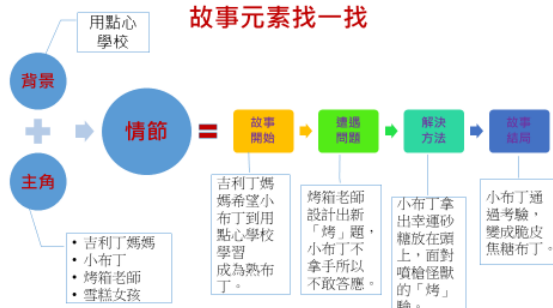 故事元素找一找
用點心
學校
背景
主角
情節
故事
開始
遭遇
問題
解決
方法
故事
結局
• 吉利丁媽媽
• 小布丁
• 烤箱老師
• 雪糕女孩
吉利丁媽
媽希望小
布丁到用
點心學校
學習
成為熟布
丁。
烤箱老師
設計出新
「烤」題，
小布丁不
拿手所以
不敢答應。
小布丁拿
出幸運砂
糖放在頭
上，面對
噴槍怪獸
的「烤」
驗。
小布丁通
過考驗，
變成脆皮
焦糖布丁。